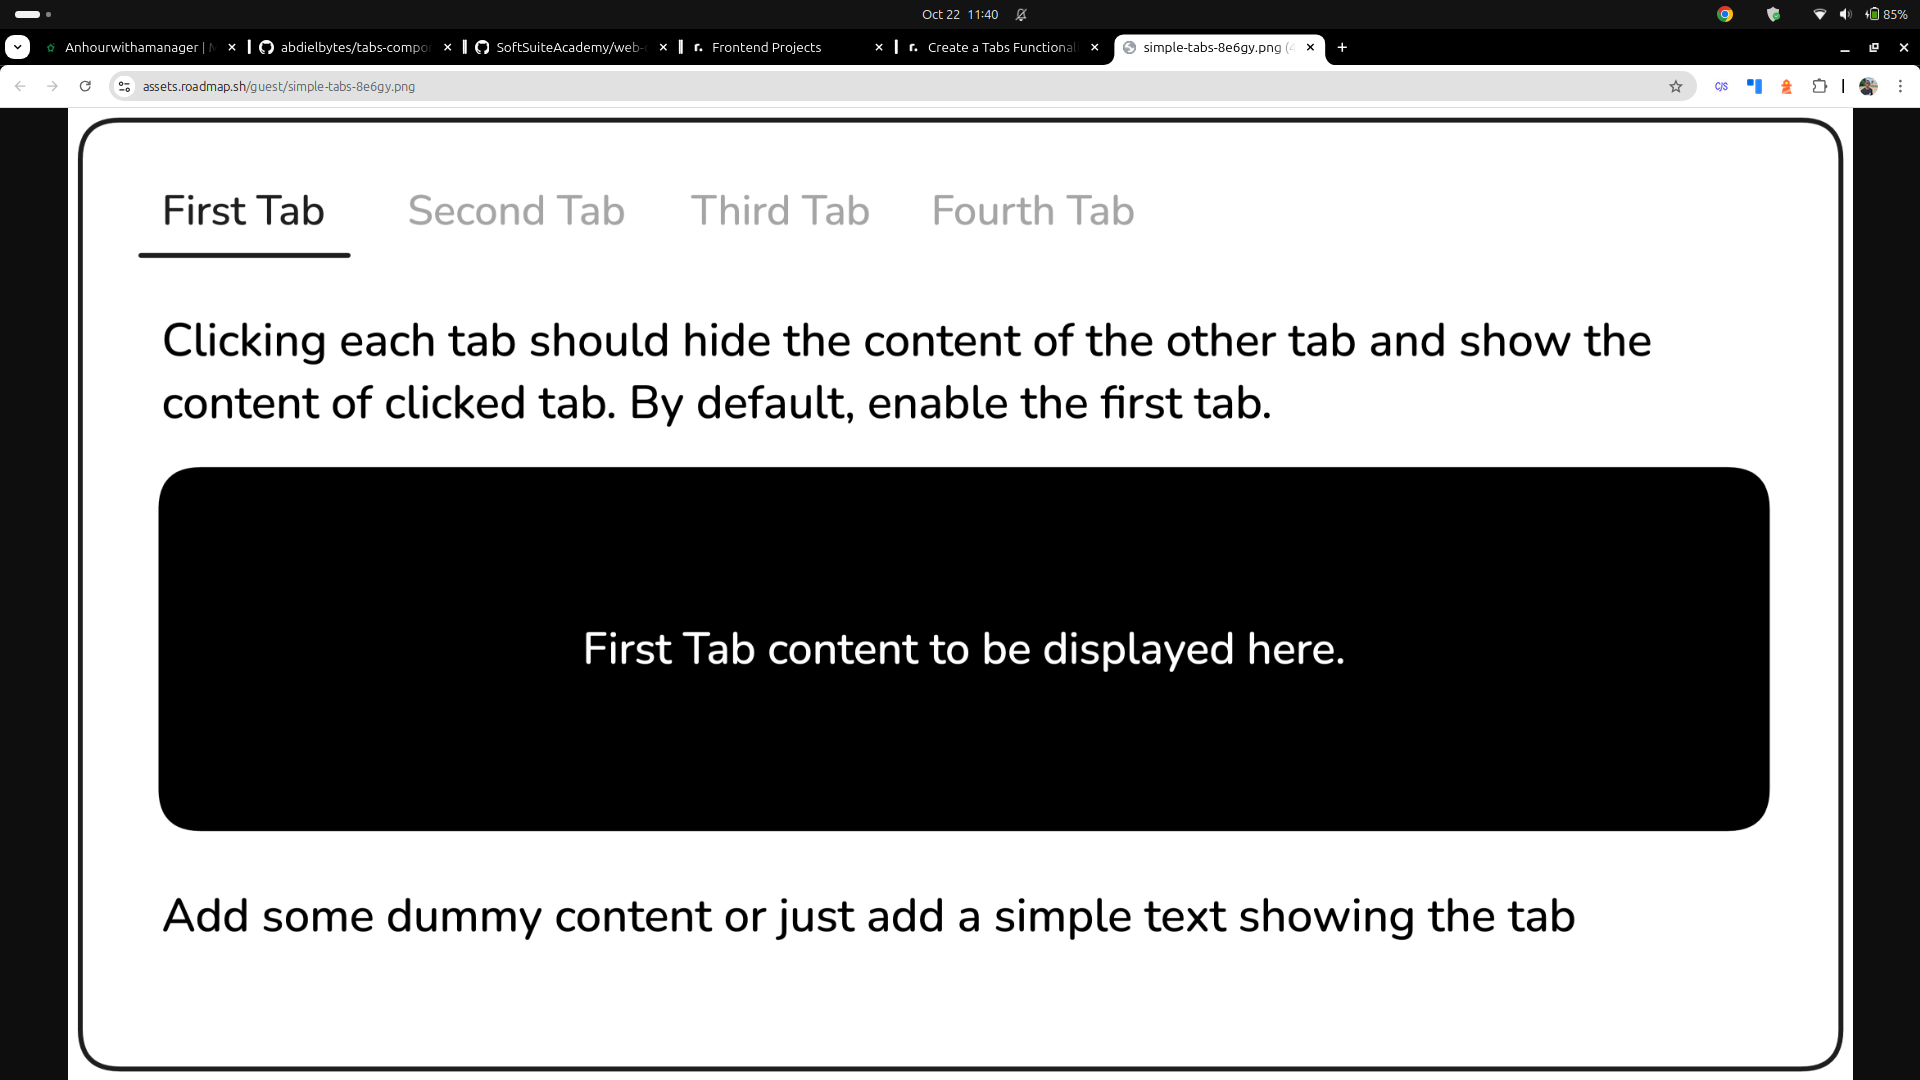 Oct 22 11:40
85%
Anhourwithamanager |
abdielbytes/tabs-compo
SoftSuiteAcademy/web-
r. Frontend Projects
r. Create a Tabs Functional
simple-tabs-8e6gy.png (
assets.roadmap.sh/guest/simple-tabs-8e6gy.png
C/S
First Tab
Second Tab
Third Tab
Fourth Tab
Clicking each tab should hide the content of the other tab and show the
content of clicked tab. By default, enable the first tab.
First Tab content to be displayed here.
Add some dummy content or just add a simple text showing the tab